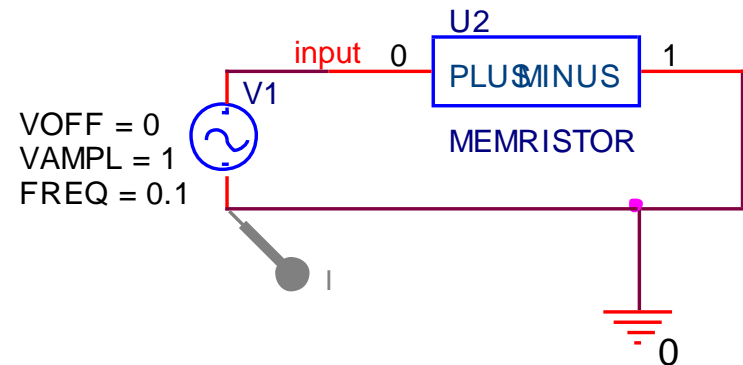 U2
input
0
PLUS
MINUS
1
V1
VOFF = 0
VAMPL = 1
FREQ = 0.1
MEMRISTOR
I
0